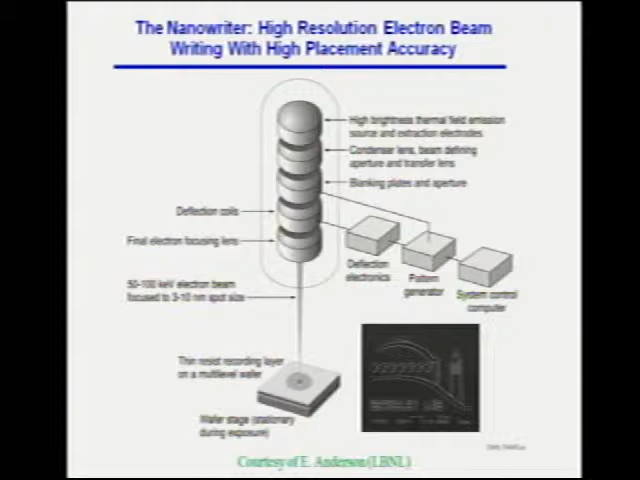 The Nanowriter: High Resolution Electron Beam
Writing With High Placement Accuracy
High brightness thermal field emission
source and extraction electrodes
Condenser lens, beam defining
aperture and transfer lens
Blanking plates and aperture
Deflection coils
Final electron focusing lens
50-100 keV electron beam
focused to 3-10 nm spot size
Deflection
electronics
Pattern
generator
System control
computer
Thin resist recording layer
on a multilevel wafer
Wafer stage (stationary
during exposure)
BERKELEY LAB
Courtesy of E. Anderson (LBNL)